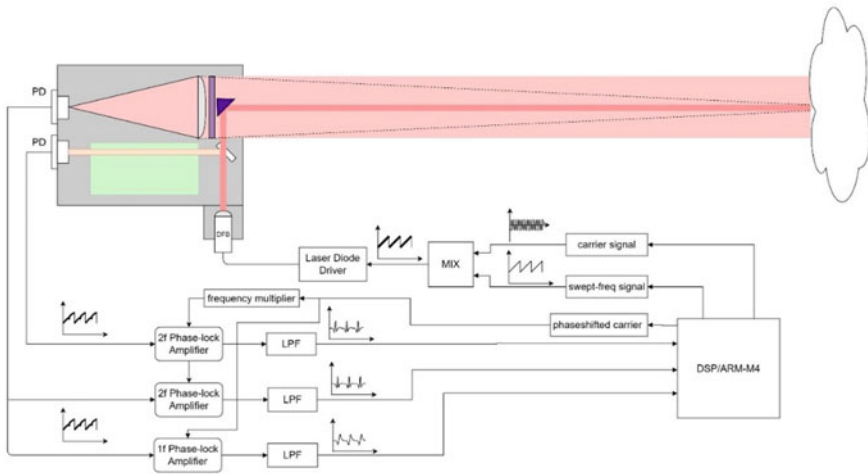 PD
PD
DFB
Laser Diode
Driver
MIX
carrier signal
swept-freq signal
frequency multiplier
phaseshifted carrier
2f Phase-lock
Amplifier
LPF
DSP/ARM-M4
2f Phase-lock
Amplifier
LPF
1f Phase-lock
Amplifier
LPF